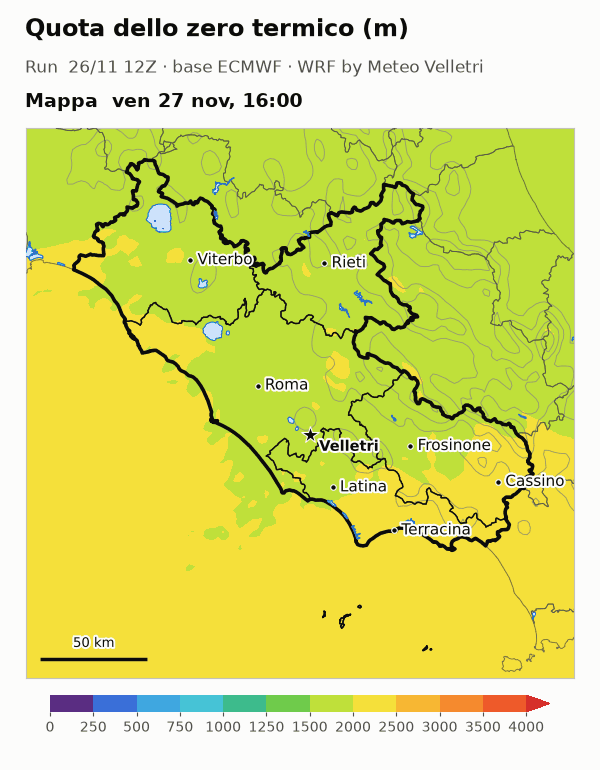 Quota dello zero termico (m)
Run  26/11 12Z · base ECMWF · WRF by Meteo Velletri
Mappa  ven 27 nov, 16:00
Viterbo
Rieti
Roma
Velletri
Frosinone
Cassino
Latina
Terracina
50 km
0 250 500 750 1000 1250 1500 2000 2500 3000 3500 4000